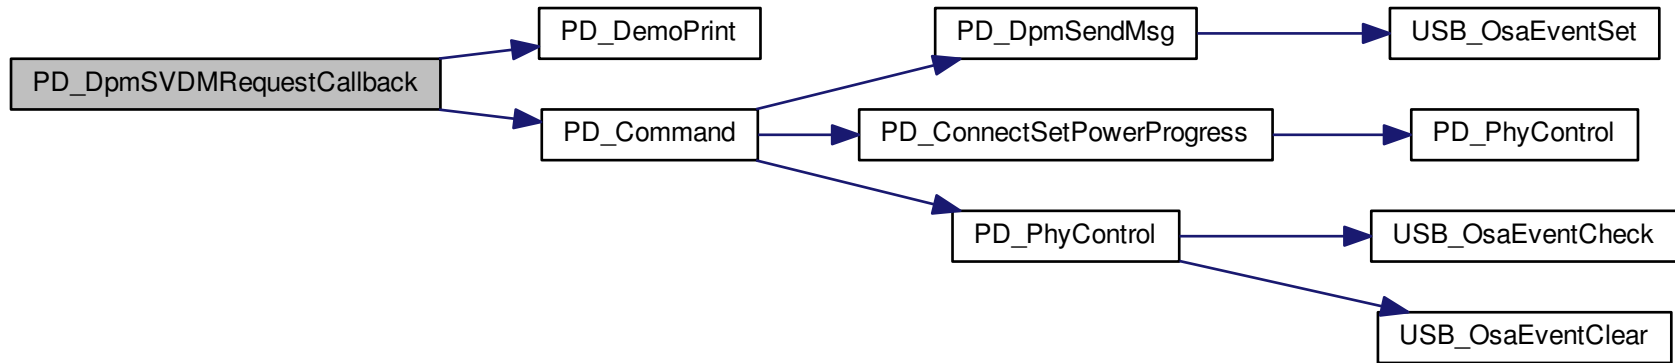 PD_DpmSVDMRequestCallback
PD_DemoPrint
PD_Command
PD_DpmSendMsg
USB_OsaEventSet
PD_ConnectSetPowerProgress
PD_PhyControl
PD_PhyControl
USB_OsaEventCheck
USB_OsaEventClear